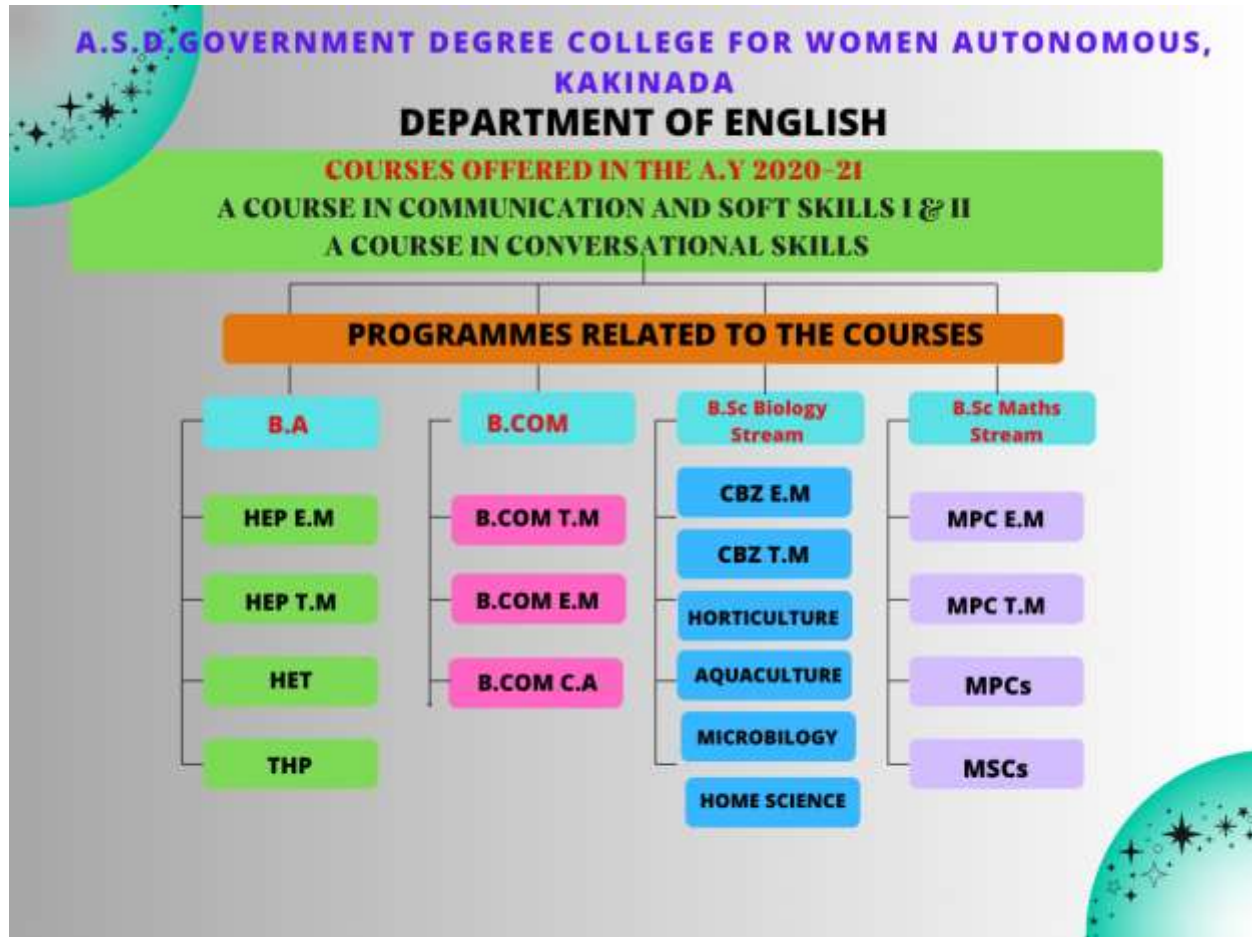 A.S.D.GOVERNMENT DEGREE COLLEGE FOR WOMEN AUTONOMOUS,
KAKINADA
DEPARTMENT OF ENGLISH
COURSES OFFERED IN THE A.Y 2020-21
A COURSE IN COMMUNICATION AND SOFT SKILLS I & II
A COURSE IN CONVERSATIONAL SKILLS
PROGRAMMES RELATED TO THE COURSES
B.A
HEP E.M
HEP T.M
HET
THP
B.COM
B.COM T.M
B.COM E.M
B.COM C.A
B.Sc Biology
Stream
CBZ E.M
CBZ T.M
HORTICULTURE
AQUACULTURE
MICROBILOGY
HOME SCIENCE
B.Sc Maths
Stream
MPC E.M
MPC T.M
MPCs
MSCs